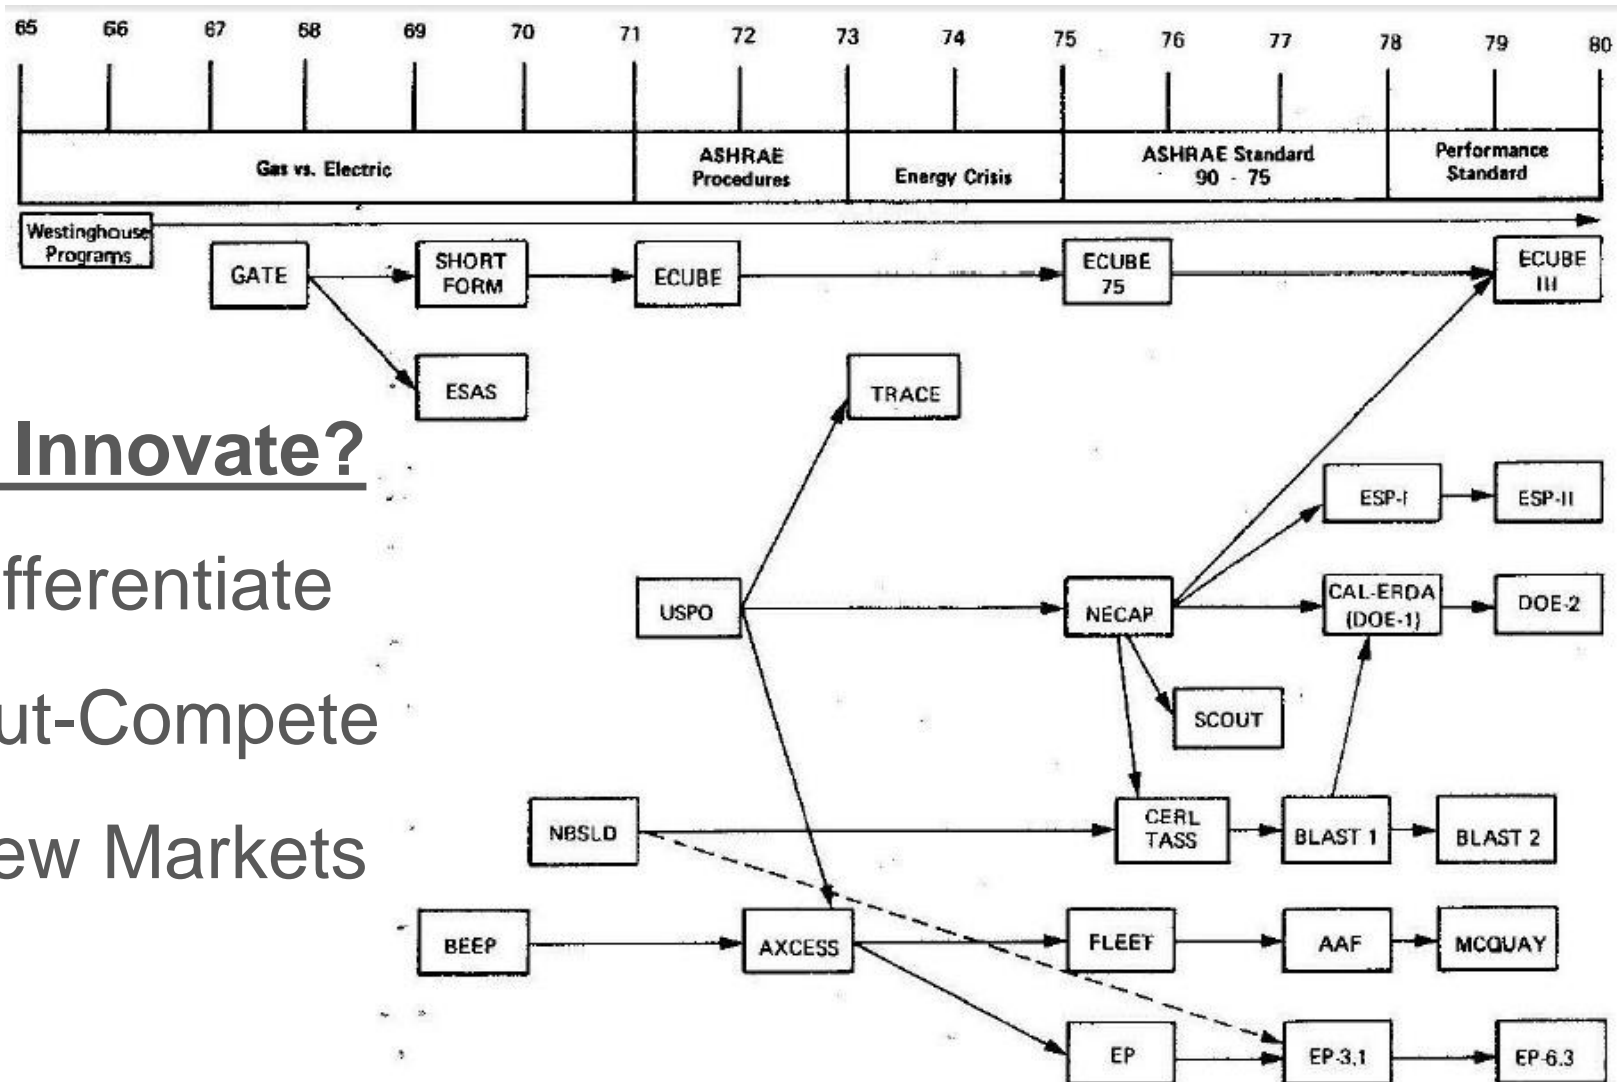 65 66 67 68 69 70 71 72 73 74 75 76 77 78 79 80
Gas vs. Electric
ASHRAE
Procedures
Energy Crisis
ASHRAE Standard
90 - 75
Performance
Standard
Westinghouse
Programs
GATE
SHORT
FORM
ECUBE
ECUBE
75
ECUBE
III
ESAS
TRACE
Innovate?
ESP-I
ESP-II
ifferentiate
USPO
NECAP
CAL-ERDA
(DOE-1)
DOE-2
ut-Compete
SCOUT
ew Markets
NBSLD
CERL
TASS
BLAST 1
BLAST 2
BEEP
AXCESS
FLEET
AAF
MCQUAY
EP
EP-3.1
EP-6.3